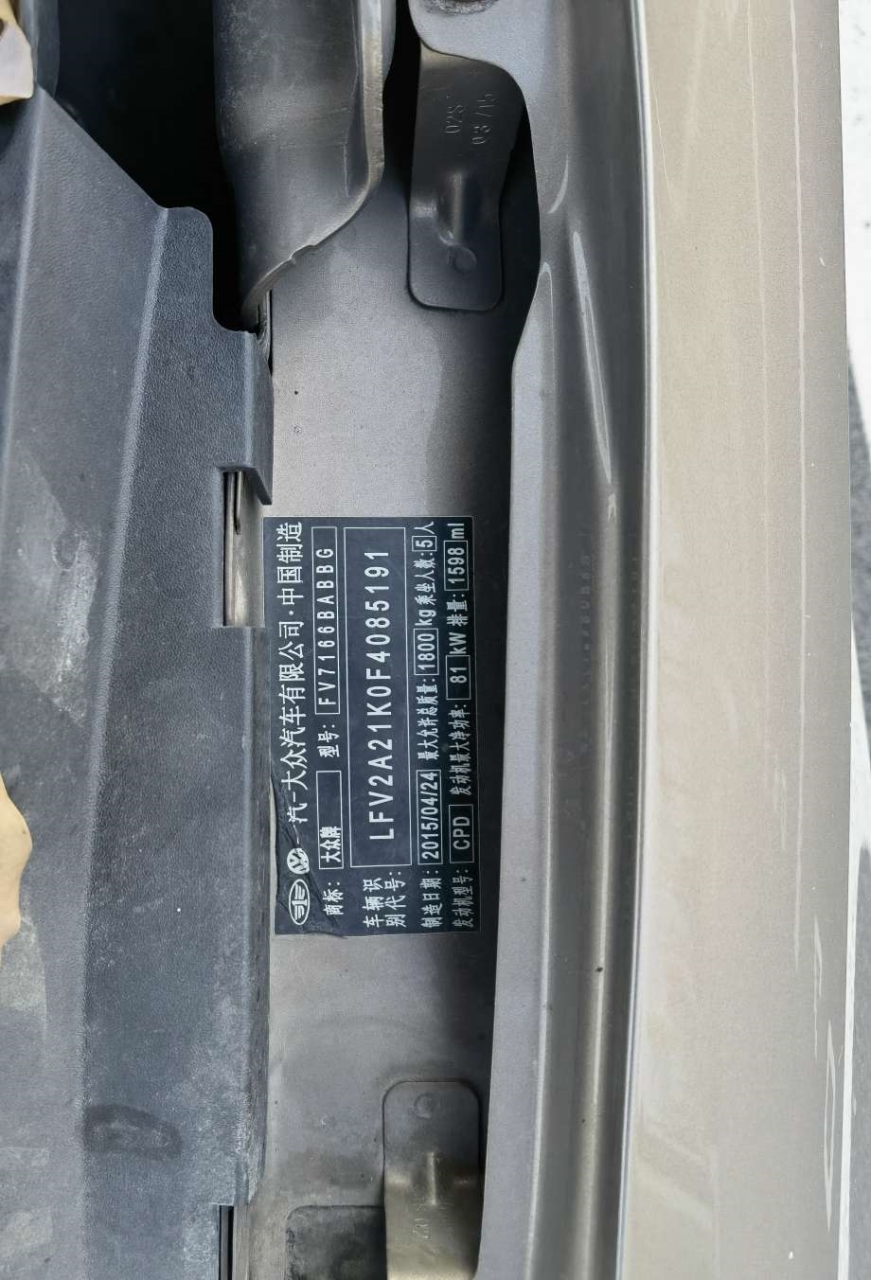 一汽-大众汽车有限公司·中国制造
商标: 大众牌 型号: FV7166BABBG
车辆识别代号: LFV2A21K0F4085191
制造日期: 2015/04/24 最大允许总质量: 1800 kg 乘坐人数: 5 人
发动机型号: CPD 发动机最大净功率: 81 kW 排量: 1598 ml
03/15